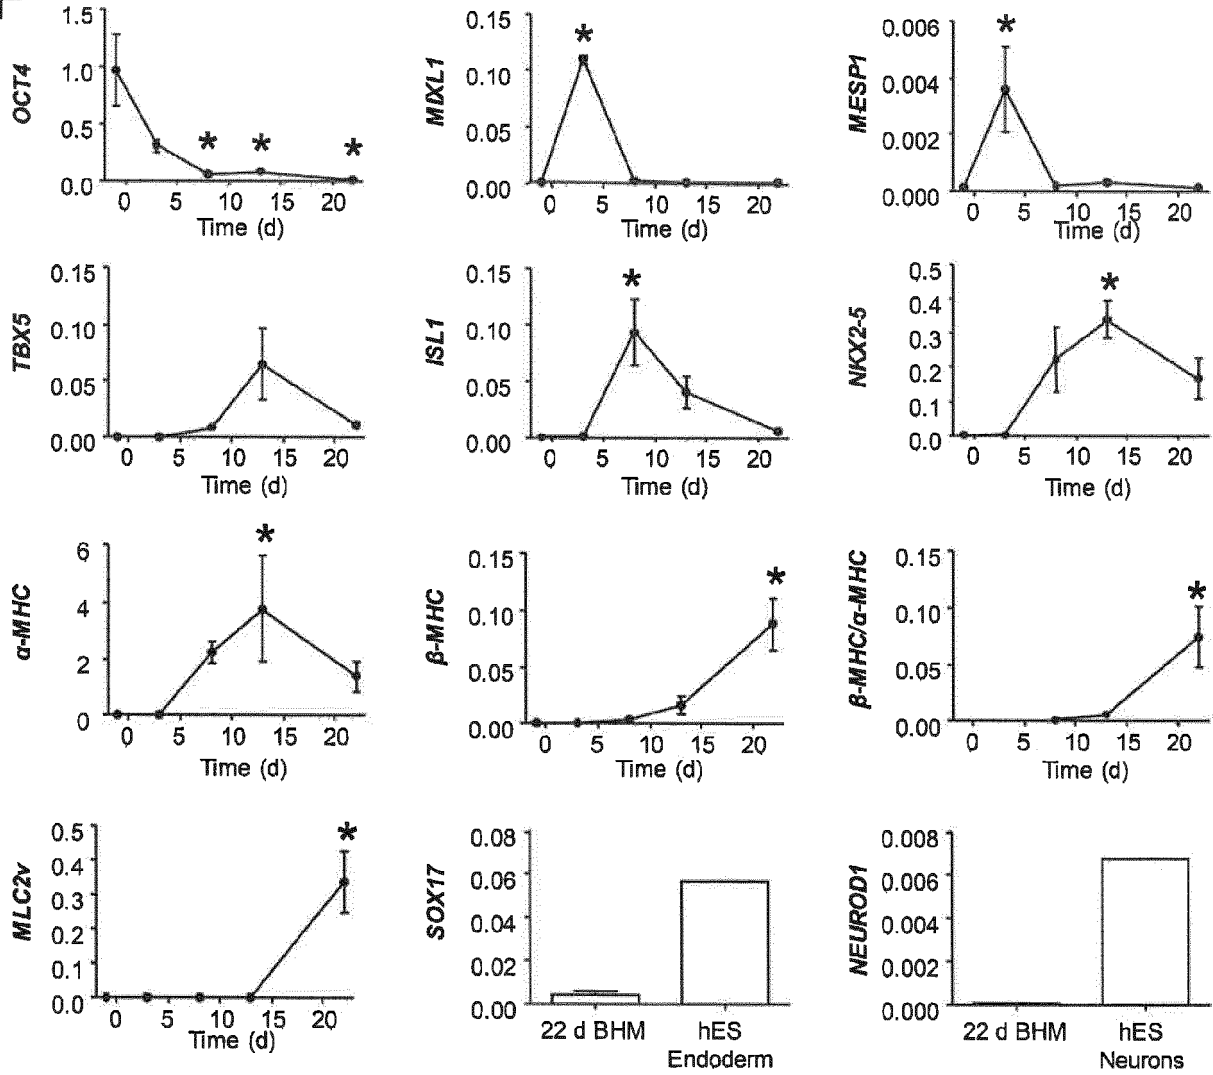 OCT4
1.5
1.0
0.5
0.0
*
*
*
0 5 10 15 20
Time (d)
MIXL1
0.15
0.10
0.05
0.00
*
0 5 10 15 20
Time (d)
MESP1
0.006
0.004
0.002
0.000
*
0 5 10 15 20
Time (d)
TBX5
0.15
0.10
0.05
0.00
0 5 10 15 20
Time (d)
ISL1
0.15
0.10
0.05
0.00
*
0 5 10 15 20
Time (d)
NKX2-5
0.5
0.4
0.3
0.2
0.1
0.0
*
0 5 10 15 20
Time (d)
α-MHC
6
4
2
0
*
0 5 10 15 20
Time (d)
β-MHC
0.15
0.10
0.05
0.00
*
0 5 10 15 20
Time (d)
β-MHC/α-MHC
0.15
0.10
0.05
0.00
*
0 5 10 15 20
Time (d)
MLC2v
0.5
0.4
0.3
0.2
0.1
0.0
*
0 5 10 15 20
Time (d)
SOX17
0.08
0.06
0.04
0.02
0.00
22 d BHM hES
Endoderm
NEUROD1
0.008
0.006
0.004
0.002
0.000
22 d BHM hES
Neurons